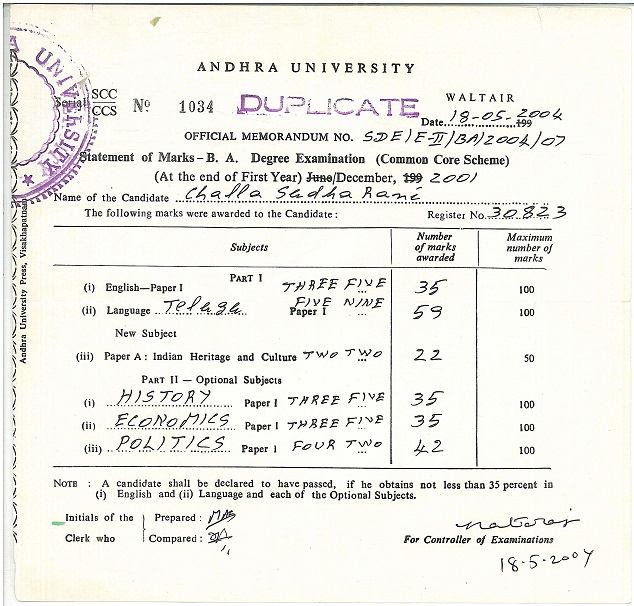 ANDHRA UNIVERSITY
ANDHRA UNIVERSITY
WALTAIR
Serial SCC/CCS Nº 1034 DUPLICATE Date 18-05-2004 199
OFFICIAL MEMORANDUM NO. SDE/E-II/BA/2004/07
Statement of Marks – B. A. Degree Examination (Common Core Scheme)
(At the end of First Year) June/December, 199 2001
Name of the Candidate Challa Sudha Rani
The following marks were awarded to the Candidate : Register No. 30823
Subjects Number of marks awarded Maximum number of marks
PART I
(i) English—Paper I THREE FIVE 35 100
(ii) Language Telugu Paper I FIVE NINE 59 100
New Subject
(iii) Paper A : Indian Heritage and Culture TWO TWO 22 50
PART II — Optional Subjects
(i) HISTORY Paper I THREE FIVE 35 100
(ii) ECONOMICS Paper I THREE FIVE 35 100
(iii) POLITICS Paper I FOUR TWO 42 100
NOTE : A candidate shall be declared to have passed, if he obtains not less than 35 percent in
(i) English and (ii) Language and each of the Optional Subjects.
Initials of the Prepared :
Clerk who Compared :
For Controller of Examinations
18-5-2004
Andhra University Press, Visakhapatnam